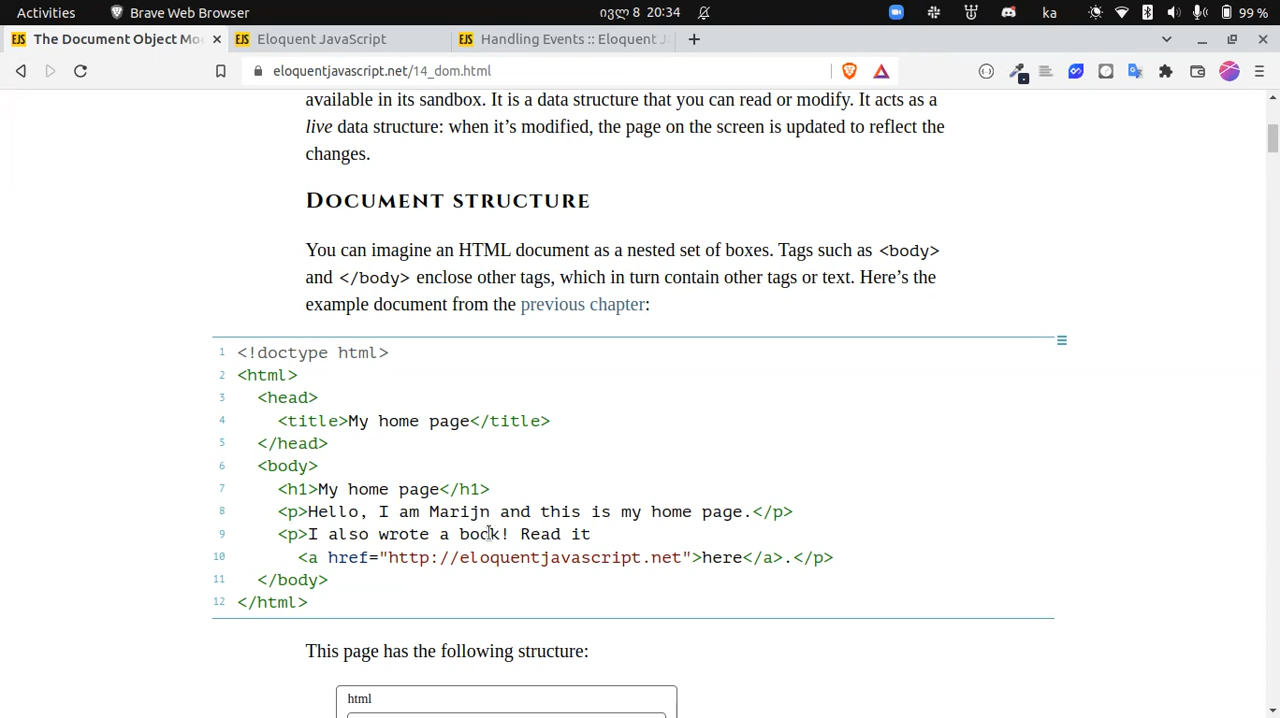 Activities Brave Web Browser ივლ 8 20:34 ka 99 %
The Document Object Mo Eloquent JavaScript Handling Events :: Eloquent J
eloquentjavascript.net/14_dom.html
available in its sandbox. It is a data structure that you can read or modify. It acts as a
live data structure: when it’s modified, the page on the screen is updated to reflect the
changes.
Document structure
You can imagine an HTML document as a nested set of boxes. Tags such as <body>
and </body> enclose other tags, which in turn contain other tags or text. Here’s the
example document from the previous chapter:
1 <!doctype html>
2 <html>
3 <head>
4 <title>My home page</title>
5 </head>
6 <body>
7 <h1>My home page</h1>
8 <p>Hello, I am Marijn and this is my home page.</p>
9 <p>I also wrote a book! Read it
10 <a href="http://eloquentjavascript.net">here</a>.</p>
11 </body>
12 </html>
This page has the following structure:
html